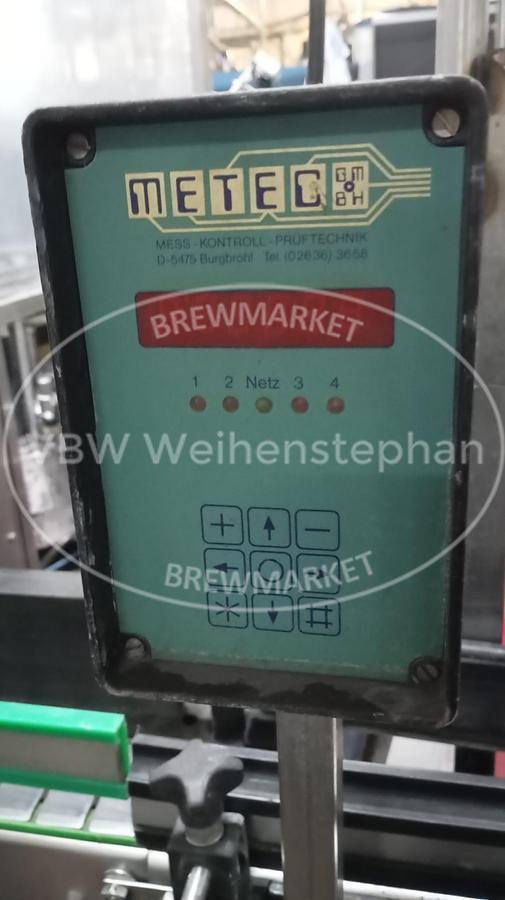 METEC GMBH
MESS-KONTROLL-PRÜFTECHNIK
D-5475 Burgbrohl Tel. (02636) 3658
BREWMARKET
1 2 Netz 3 4
VBW Weihenstephan
+ ↑ −
← ○ →
BREWMARKET
* ↓ #